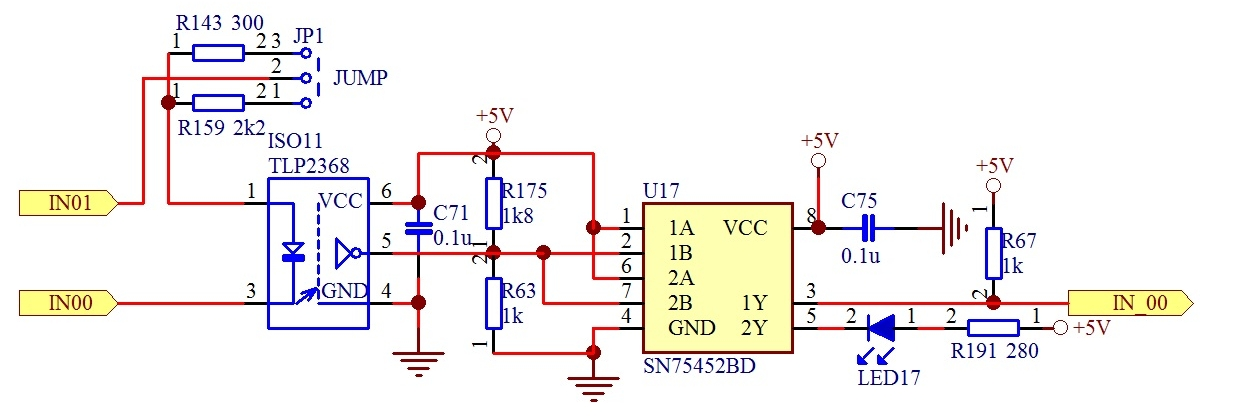 R143 300
1
2 3
JP1
2
JUMP
1
2 1
R159 2k2
ISO11
TLP2368
+5V
+5V
+5V
IN01
1
VCC
6
2
R175
1k8
U17
C71
0.1u
C75
0.1u
1
1A
VCC
8
1
R67
1k
5
1
2
1B
2
6
2A
IN00
3
GND
4
R63
1k
7
2B
1Y
3
2
IN_00
4
GND
2Y
5
2
1
2
1
+5V
1
SN75452BD
LED17
R191 280